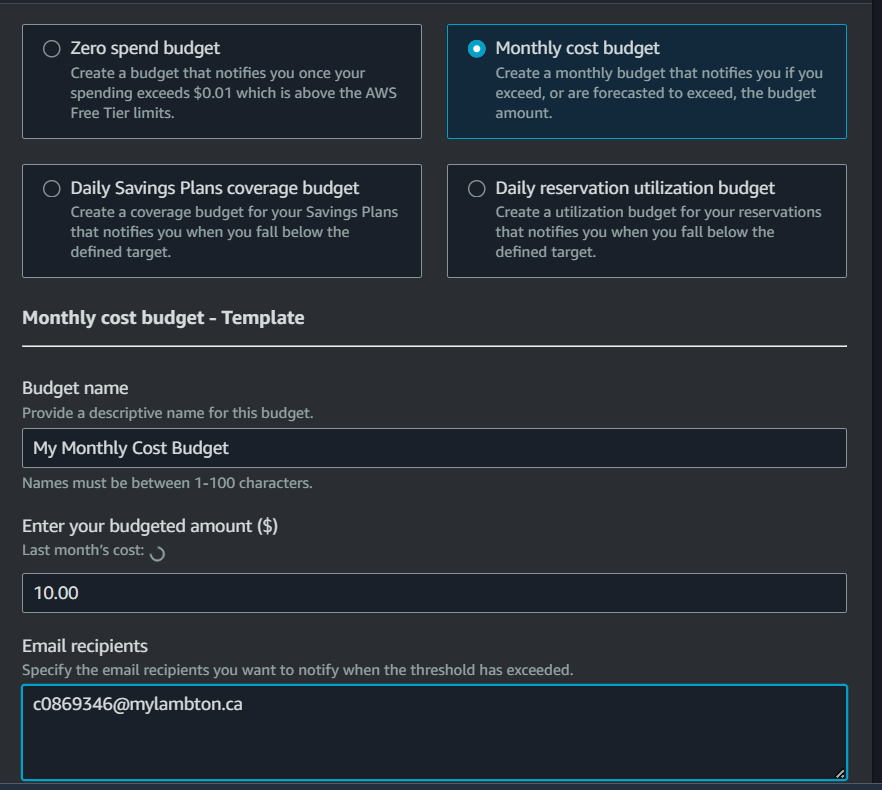 Zero spend budget
Create a budget that notifies you once your
spending exceeds $0.01 which is above the AWS
Free Tier limits.
Monthly cost budget
Create a monthly budget that notifies you if you
exceed, or are forecasted to exceed, the budget
amount.
Daily Savings Plans coverage budget
Create a coverage budget for your Savings Plans
that notifies you when you fall below the
defined target.
Daily reservation utilization budget
Create a utilization budget for your reservations
that notifies you when you fall below the
defined target.
Monthly cost budget - Template
Budget name
Provide a descriptive name for this budget.
My Monthly Cost Budget
Names must be between 1-100 characters.
Enter your budgeted amount ($)
Last month's cost:
10.00
Email recipients
Specify the email recipients you want to notify when the threshold has exceeded.
c0869346@mylambton.ca